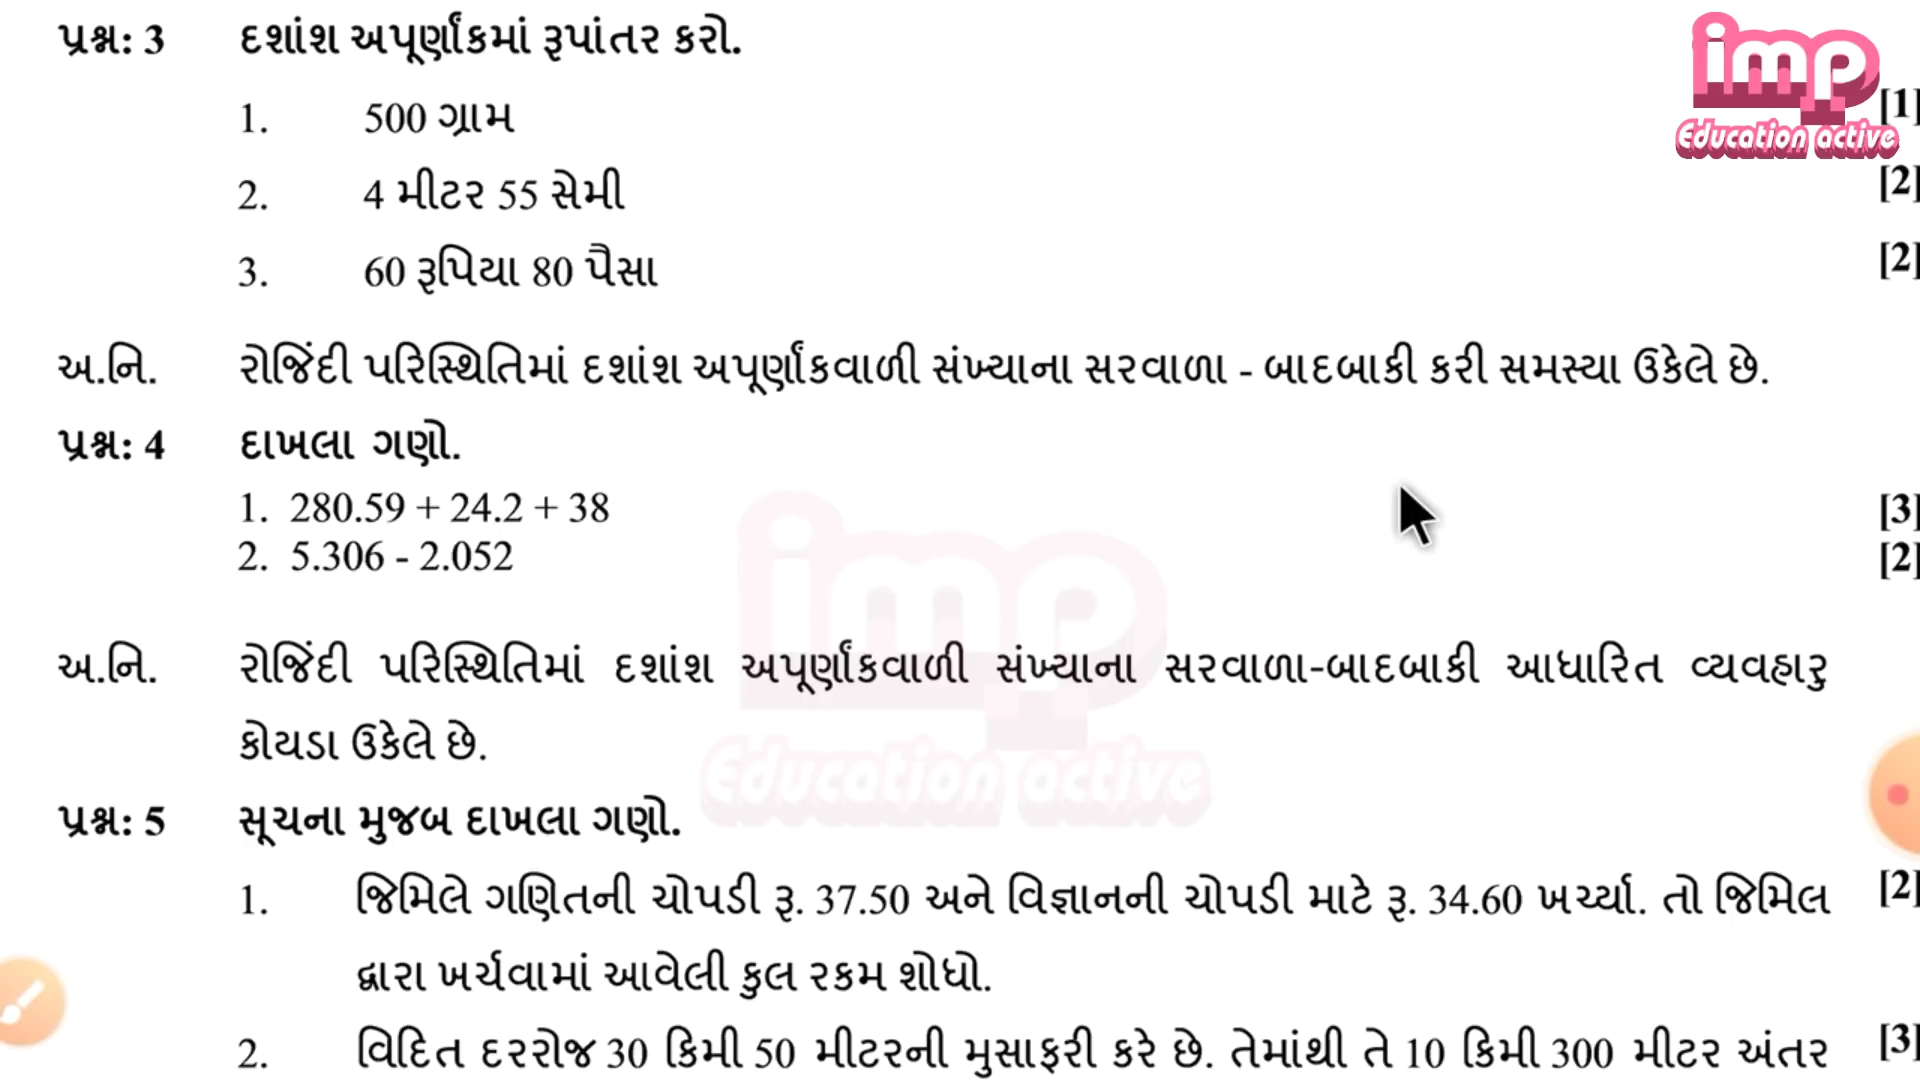 પ્રશ્ન: 3 દશાંશ અપૂર્ણાંકમાં રૂપાંતર કરો.
imp
Education active
1. 500 ગ્રામ [1]
2. 4 મીટર 55 સેમી [2]
3. 60 રૂપિયા 80 પૈસા [2]
અ.નિ. રોજિંદી પરિસ્થિતિમાં દશાંશ અપૂર્ણાંકવાળી સંખ્યાના સરવાળા - બાદબાકી કરી સમસ્યા ઉકેલે છે.
પ્રશ્ન: 4 દાખલા ગણો.
1. 280.59 + 24.2 + 38 [3]
2. 5.306 - 2.052 [2]
imp
અ.નિ. રોજિંદી પરિસ્થિતિમાં દશાંશ અપૂર્ણાંકવાળી સંખ્યાના સરવાળા-બાદબાકી આધારિત વ્યવહારુ
કોયડા ઉકેલે છે.
Education active
પ્રશ્ન: 5 સૂચના મુજબ દાખલા ગણો.
1. જિમિલે ગણિતની ચોપડી રૂ. 37.50 અને વિજ્ઞાનની ચોપડી માટે રૂ. 34.60 ખર્ચ્યા. તો જિમિલ [2]
દ્વારા ખર્ચવામાં આવેલી કુલ રકમ શોધો.
2. વિદિત દરરોજ 30 કિમી 50 મીટરની મુસાફરી કરે છે. તેમાંથી તે 10 કિમી 300 મીટર અંતર [3]